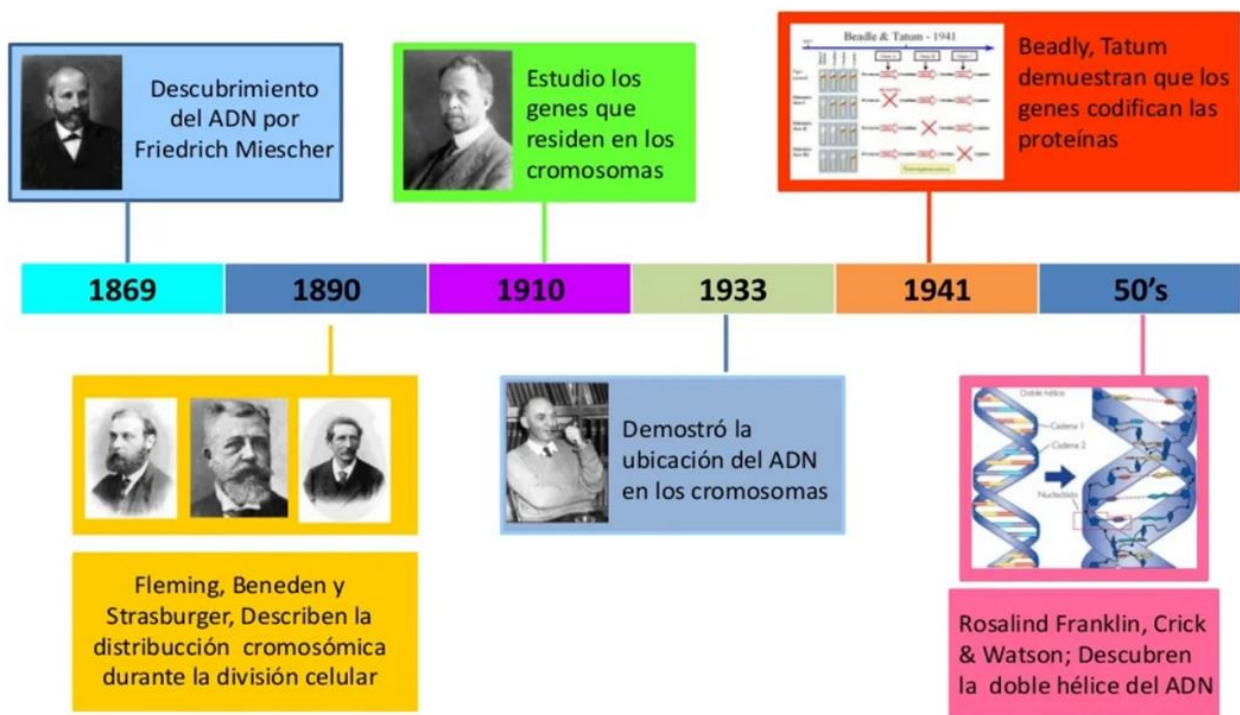 Descubrimiento
del ADN por
Friedrich Miescher
Estudio los
genes que
residen en los
cromosomas
Beadle & Tatum - 1941
Beadly, Tatum
demuestran que los
genes codifican las
proteínas
1869
1890
1910
1933
1941
50's
Fleming, Beneden y
Strasburger, Describen la
distribucción cromosómica
durante la división celular
Demostró la
ubicación del ADN
en los cromosomas
Doble hélice
Cadena 1
Cadena 2
Nucleótido
Rosalind Franklin, Crick
& Watson; Descubren
la doble hélice del ADN